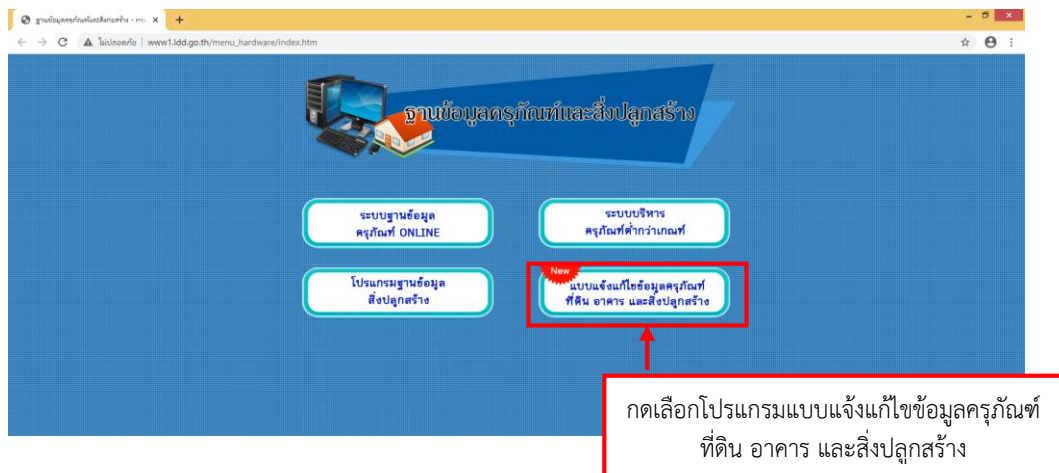 ฐานข้อมูลครุภัณฑ์และสิ่งก่อสร้าง - กร
ไม่ปลอดภัย | www1.ldd.go.th/menu_hardware/index.htm
ฐานข้อมูลครุภัณฑ์และสิ่งปลูกสร้าง
ระบบฐานข้อมูล
ครุภัณฑ์ ONLINE
ระบบบริหาร
ครุภัณฑ์ต่ำกว่าเกณฑ์
โปรแกรมฐานข้อมูล
สิ่งปลูกสร้าง
New
แบบแจ้งแก้ไขข้อมูลครุภัณฑ์
ที่ดิน อาคาร และสิ่งปลูกสร้าง
กดเลือกโปรแกรมแบบแจ้งแก้ไขข้อมูลครุภัณฑ์
ที่ดิน อาคาร และสิ่งปลูกสร้าง